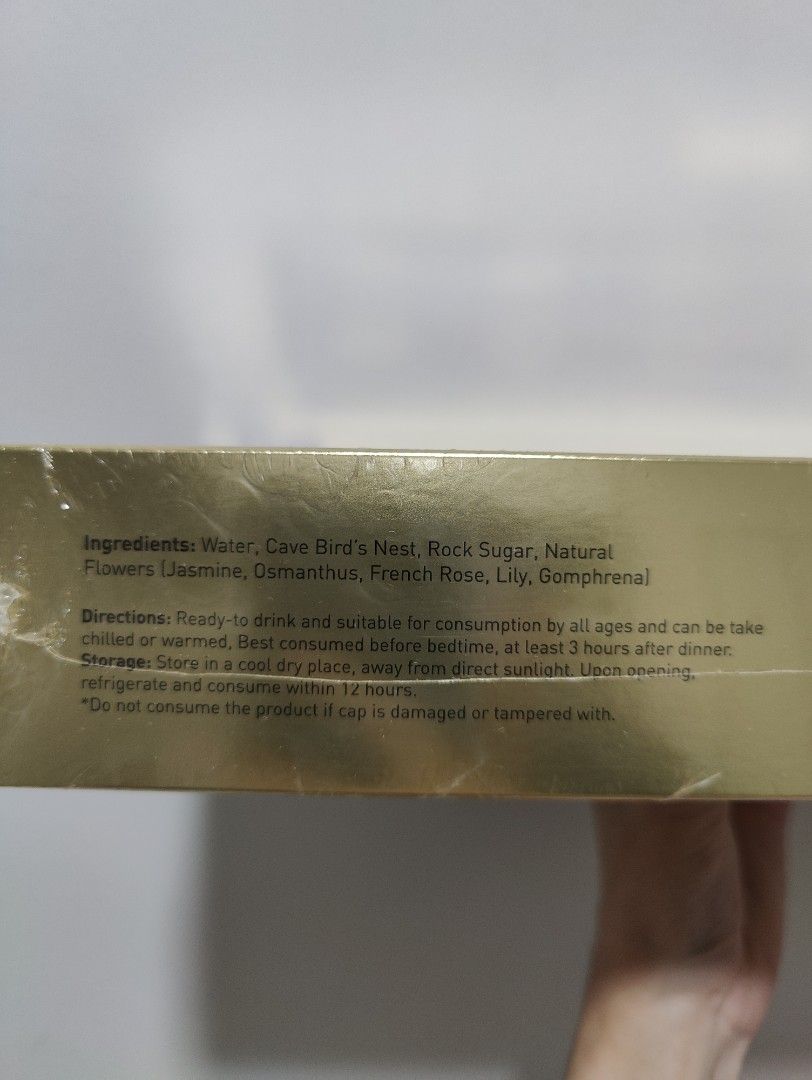 Ingredients: Water, Cave Bird's Nest, Rock Sugar, Natural
Flowers (Jasmine, Osmanthus, French Rose, Lily, Gomphrena)
Directions: Ready-to drink and suitable for consumption by all ages and can be take
chilled or warmed, Best consumed before bedtime, at least 3 hours after dinner.
Storage: Store in a cool dry place, away from direct sunlight. Upon opening,
refrigerate and consume within 12 hours.
*Do not consume the product if cap is damaged or tampered with.